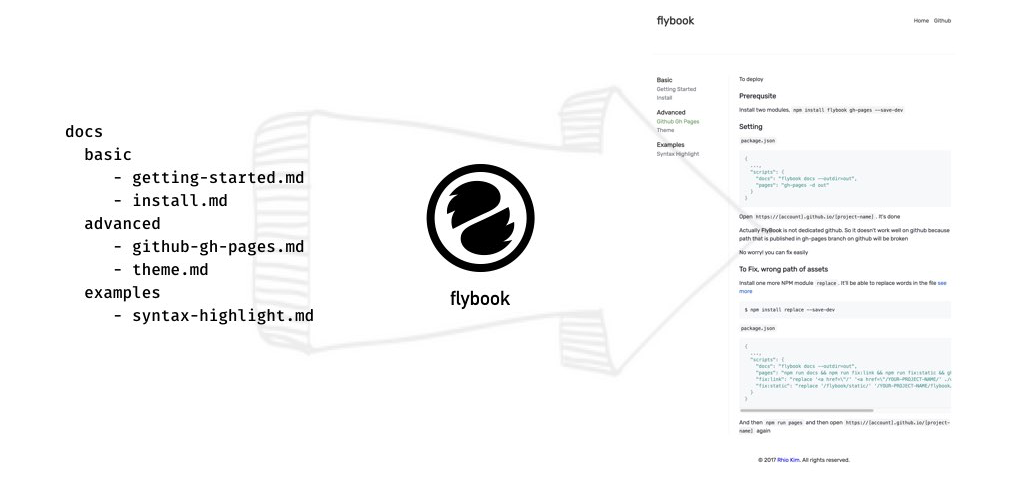 docs
basic
- getting-started.md
- install.md
advanced
- github-gh-pages.md
- theme.md
examples
- syntax-highlight.md
flybook
flybook
Home Github
Basic
Getting Started
Install
Advanced
Github Gh Pages
Theme
Examples
Syntax Highlight
To deploy
Prerequsite
Install two modules. npm install flybook gh-pages --save-dev
Setting
package.json
{
...,
"scripts": {
"docs": "flybook docs --outdir=out",
"pages": "gh-pages -d out"
}
}
Open https://[account].github.io/[project-name] . It's done
Actually FlyBook is not dedicated github. So it doesn't work well on github because
path that is published in gh-pages branch on github will be broken
No worry! you can fix easily
To Fix, wrong path of assets
Install one more NPM module replace . It'll be able to replace words in the file see
more
$ npm install replace --save-dev
package.json
{
...,
"scripts": {
"docs": "flybook docs --outdir=out",
"pages": "npm run docs && npm run fix:link && npm run fix:static && g
"fix:link": "replace '<a href=\"/' '<a href=\"/YOUR-PROJECT-NAME/' ./
"fix:static": "replace '/flybook/static/' '/YOUR-PROJECT-NAME/flybook
}
}
And then npm run pages and then open https://[account].github.io/[project-
name] again
© 2017 Rhio Kim. All rights reserved.